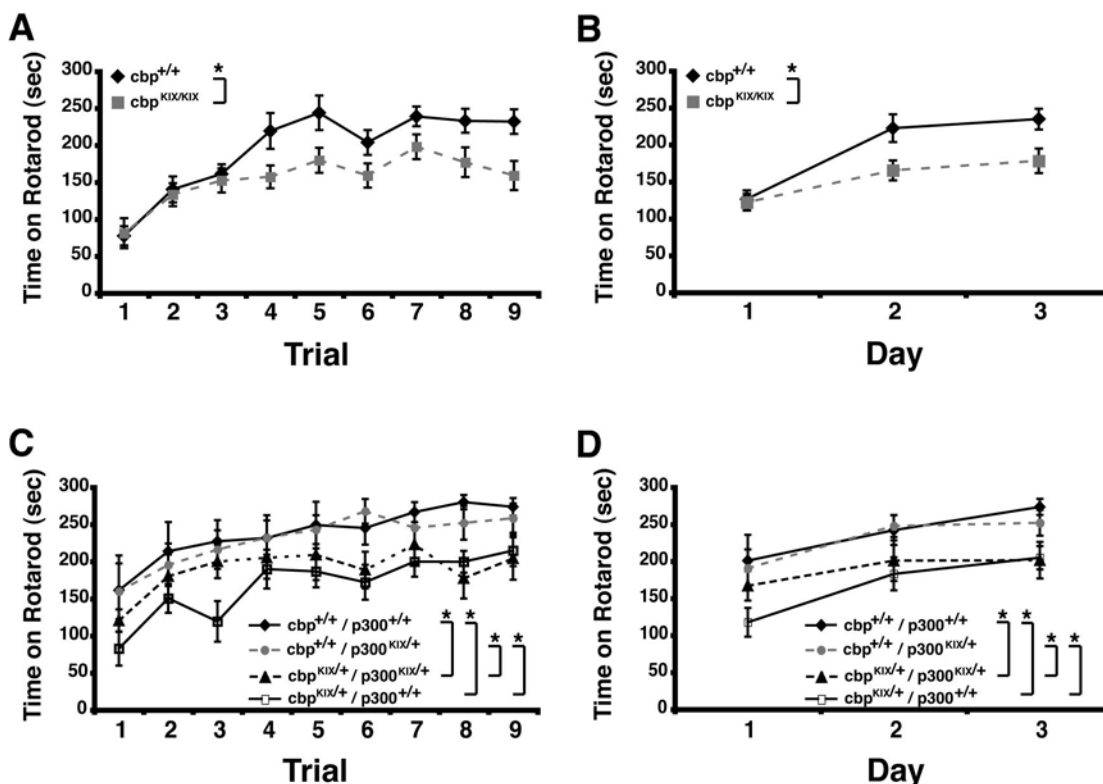 A
Time on Rotarod (sec)
300
250
200
150
100
50
0
cbp+/+
cbpKIX/KIX
*
1 2 3 4 5 6 7 8 9
Trial
B
Time on Rotarod (sec)
300
250
200
150
100
50
0
cbp+/+
cbpKIX/KIX
*
1 2 3
Day
C
Time on Rotarod (sec)
300
250
200
150
100
50
0
cbp+/+ / p300+/+
cbp+/+ / p300KIX/+
cbpKIX/+ / p300KIX/+
cbpKIX/+ / p300+/+
* * * *
1 2 3 4 5 6 7 8 9
Trial
D
Time on Rotarod (sec)
300
250
200
150
100
50
0
cbp+/+ / p300+/+
cbp+/+ / p300KIX/+
cbpKIX/+ / p300KIX/+
cbpKIX/+ / p300+/+
* * * *
1 2 3
Day